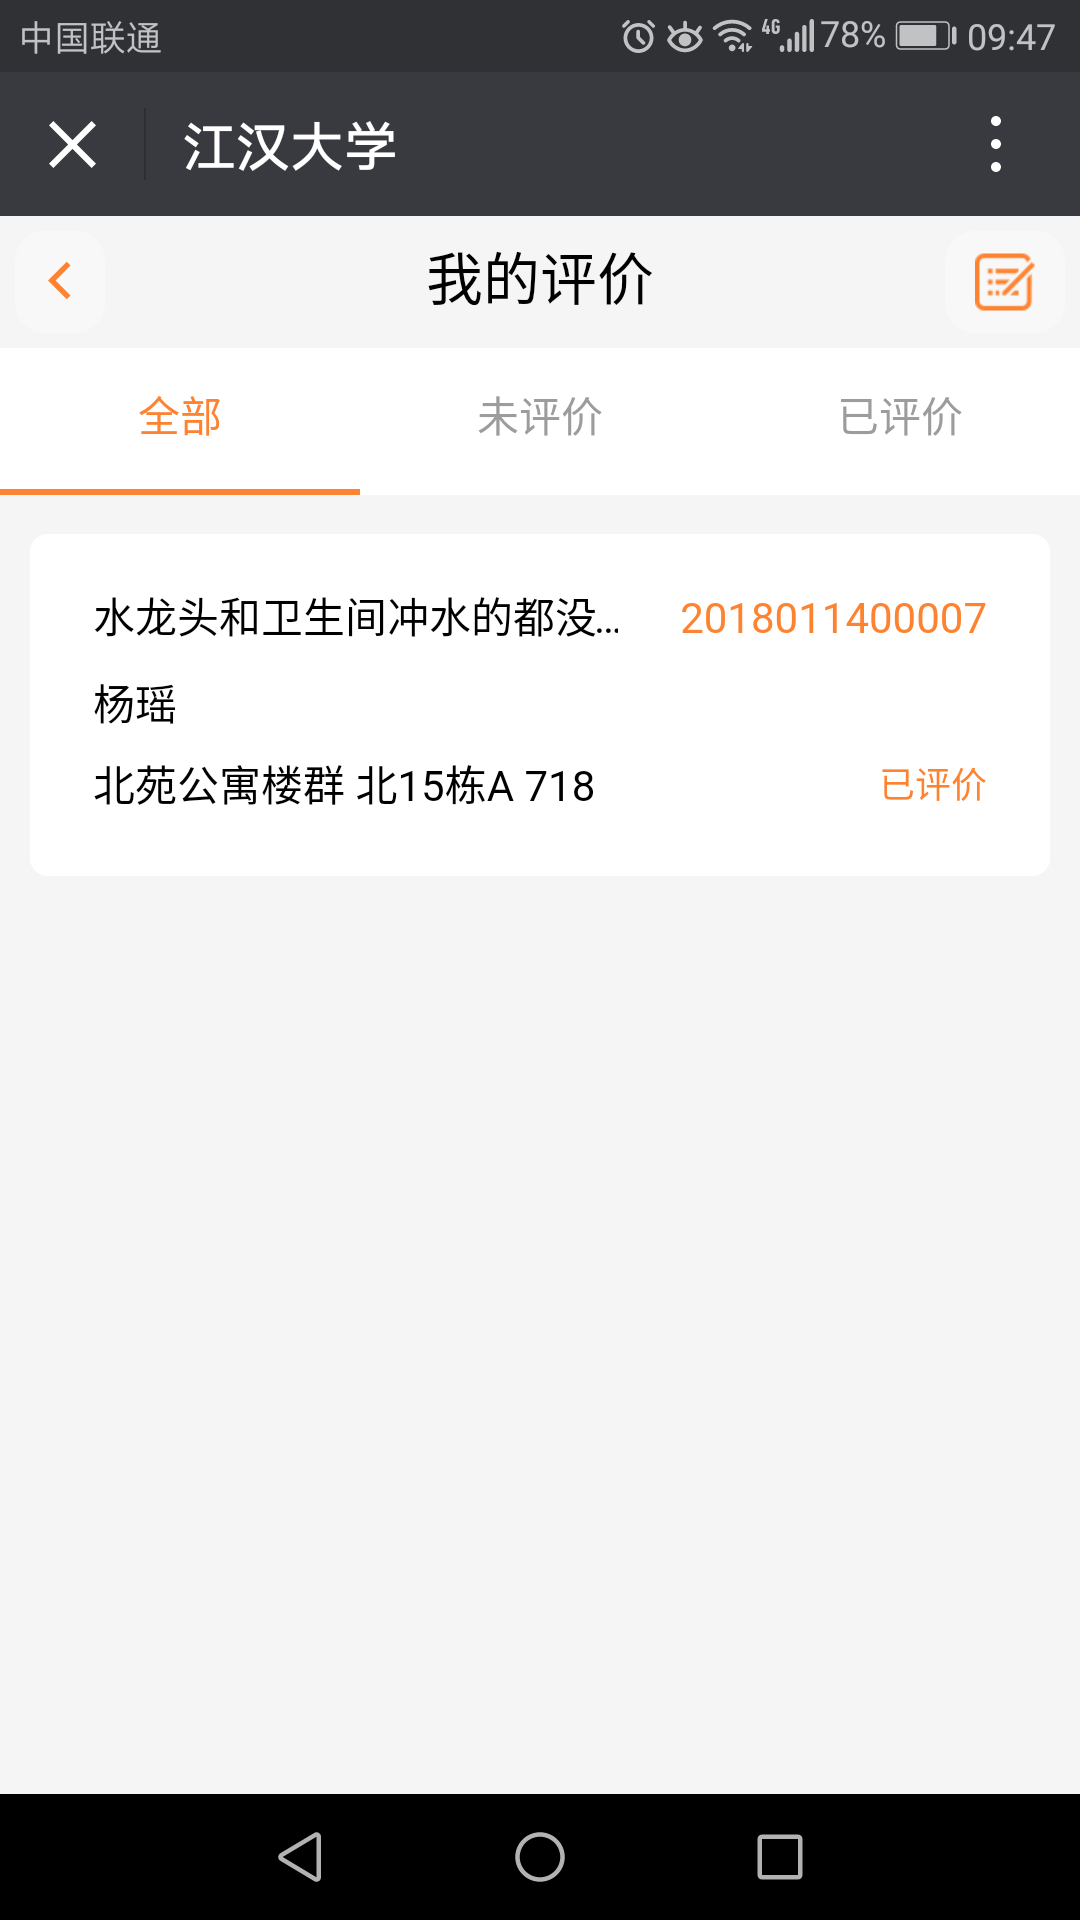 中国联通 4G 78% 09:47
江汉大学
我的评价
全部 未评价 已评价
水龙头和卫生间冲水的都没... 2018011400007
杨瑶
北苑公寓楼群 北15栋A 718 已评价